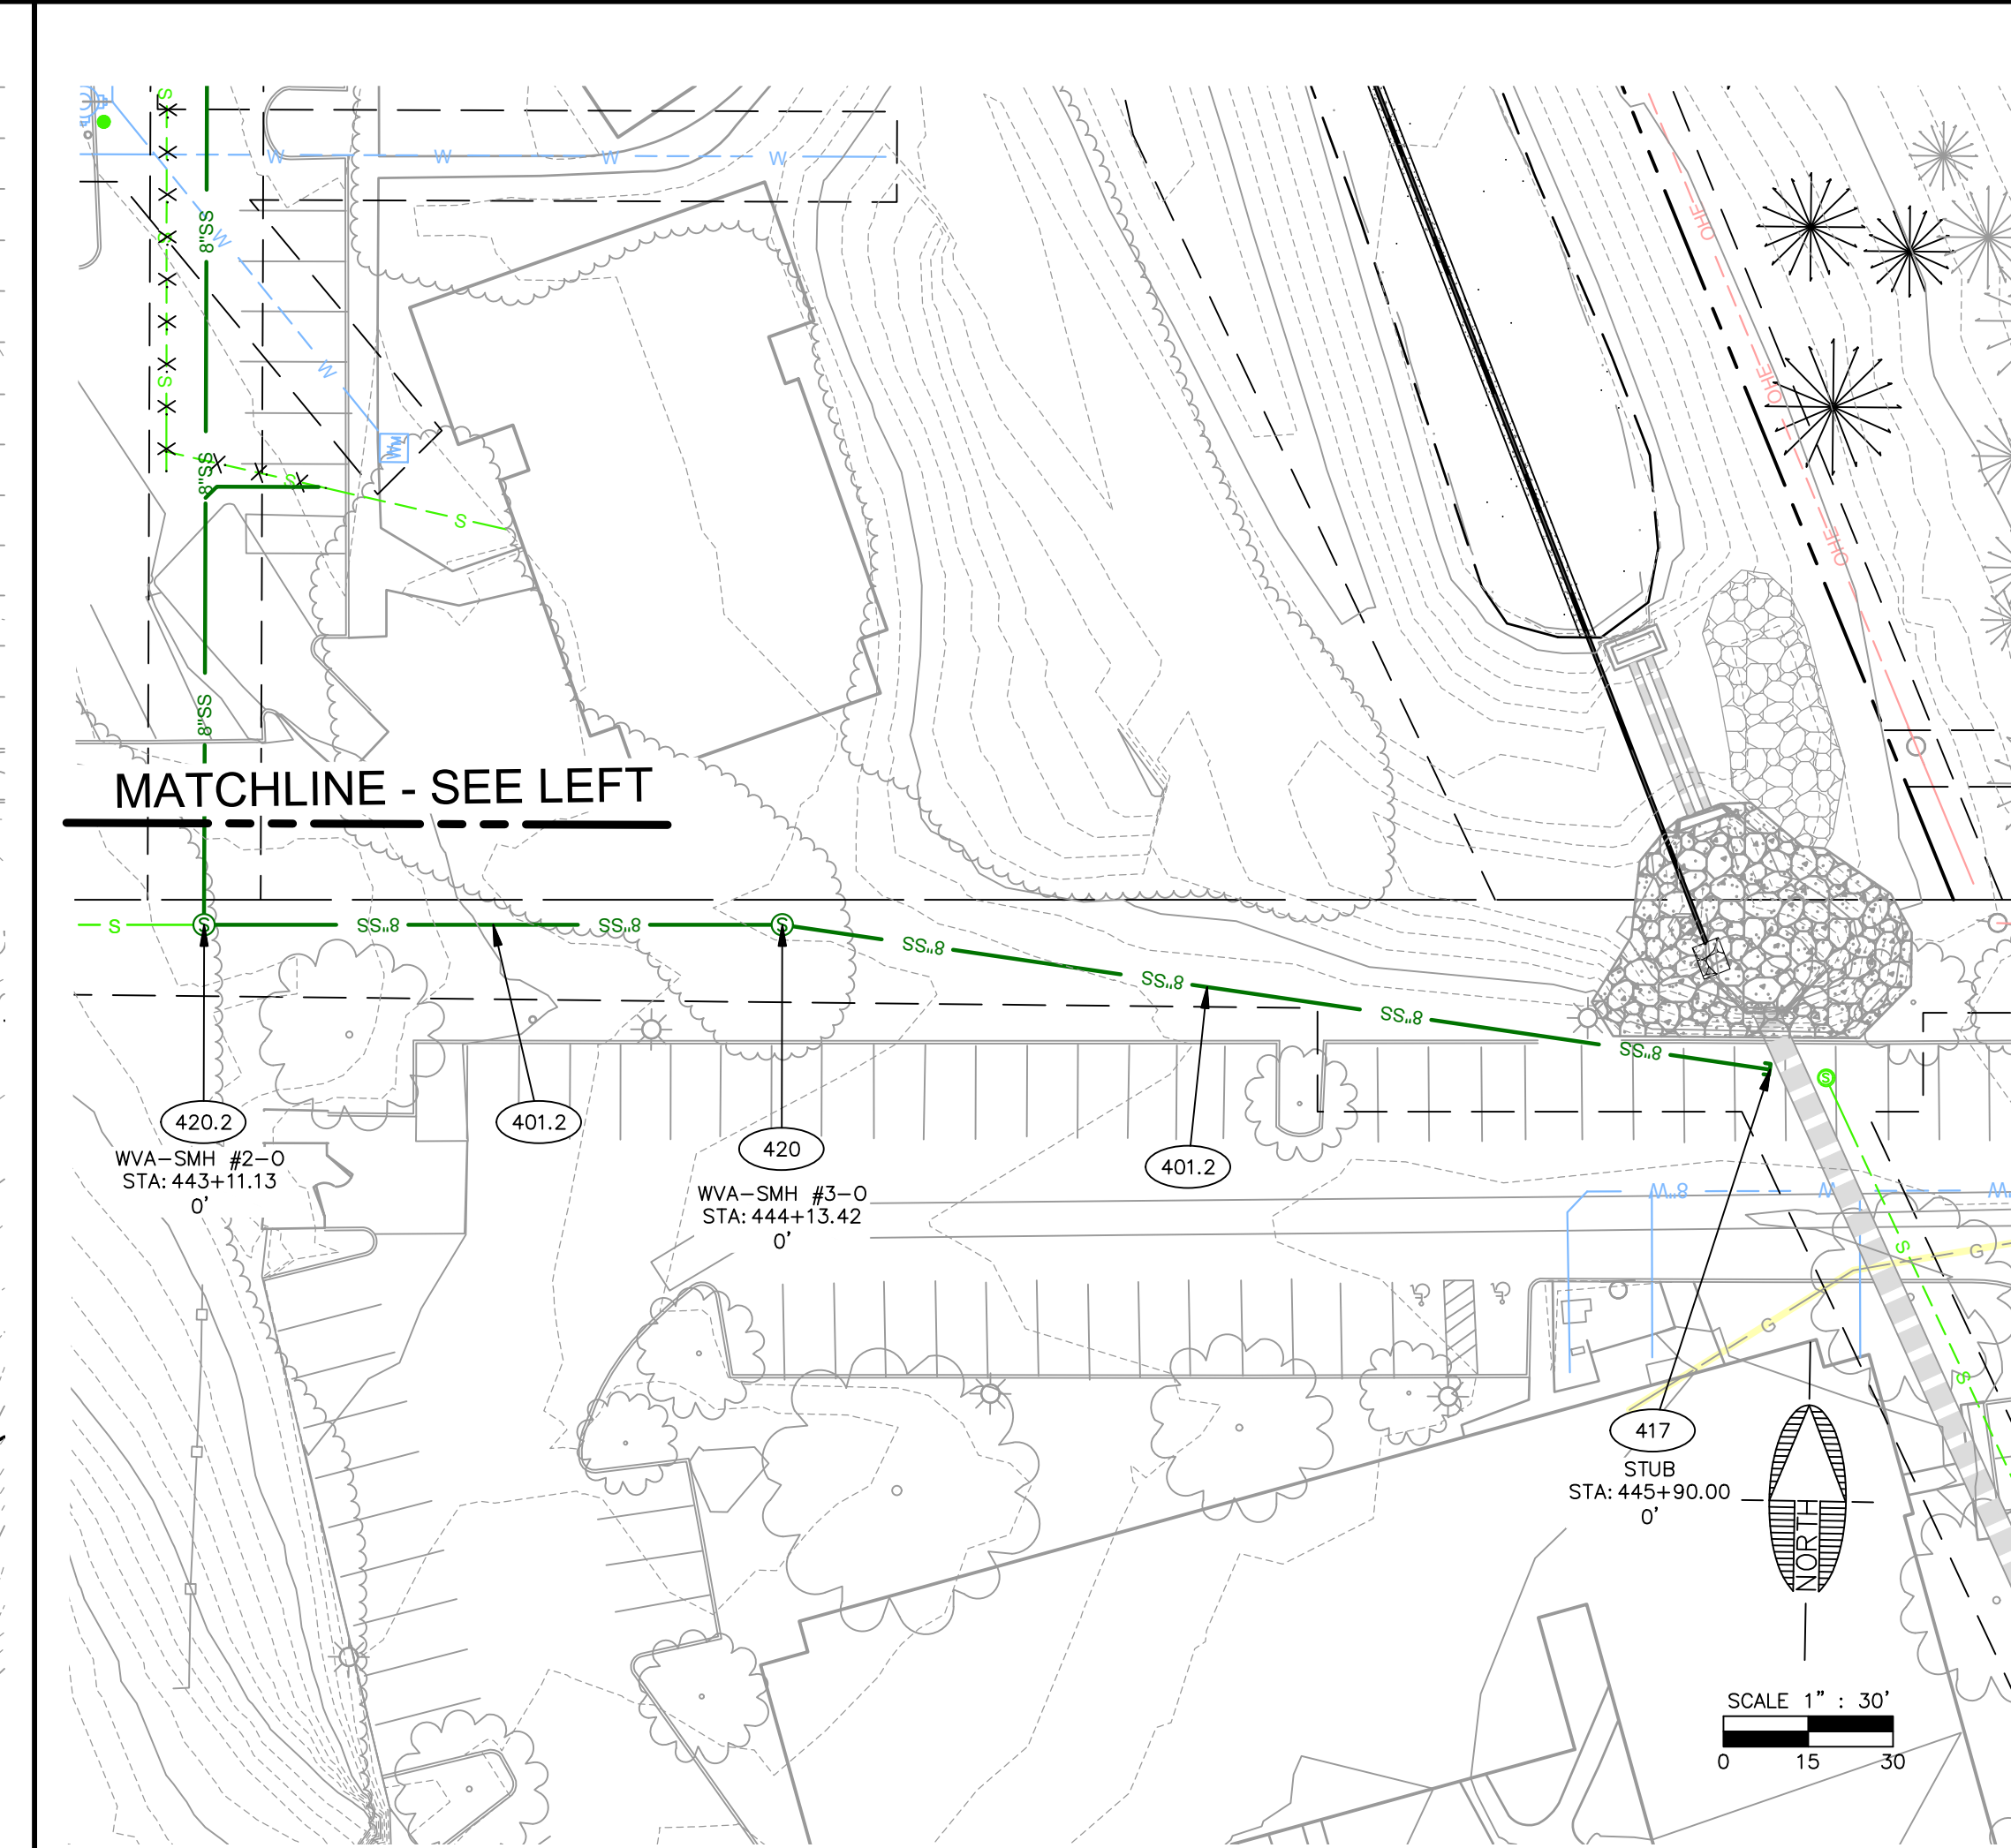 S
W
W
W
W
8"SS
S
W
OHE
W
S
OHE
WM
8"SS
S
S
OHE
8"SS
MATCHLINE - SEE LEFT
S
S
8"SS
8"SS
S
8"SS
8"SS
8"SS
8"SS
S
420.2
401.2
420
401.2
WVA-SMH #2-O
STA: 443+11.13
0'
WVA-SMH #3-O
STA: 444+13.42
0'
8"W
W
W
S
G
G
S
417
STUB
STA: 445+90.00
0'
NORTH
SCALE 1" : 30'
0 15 30